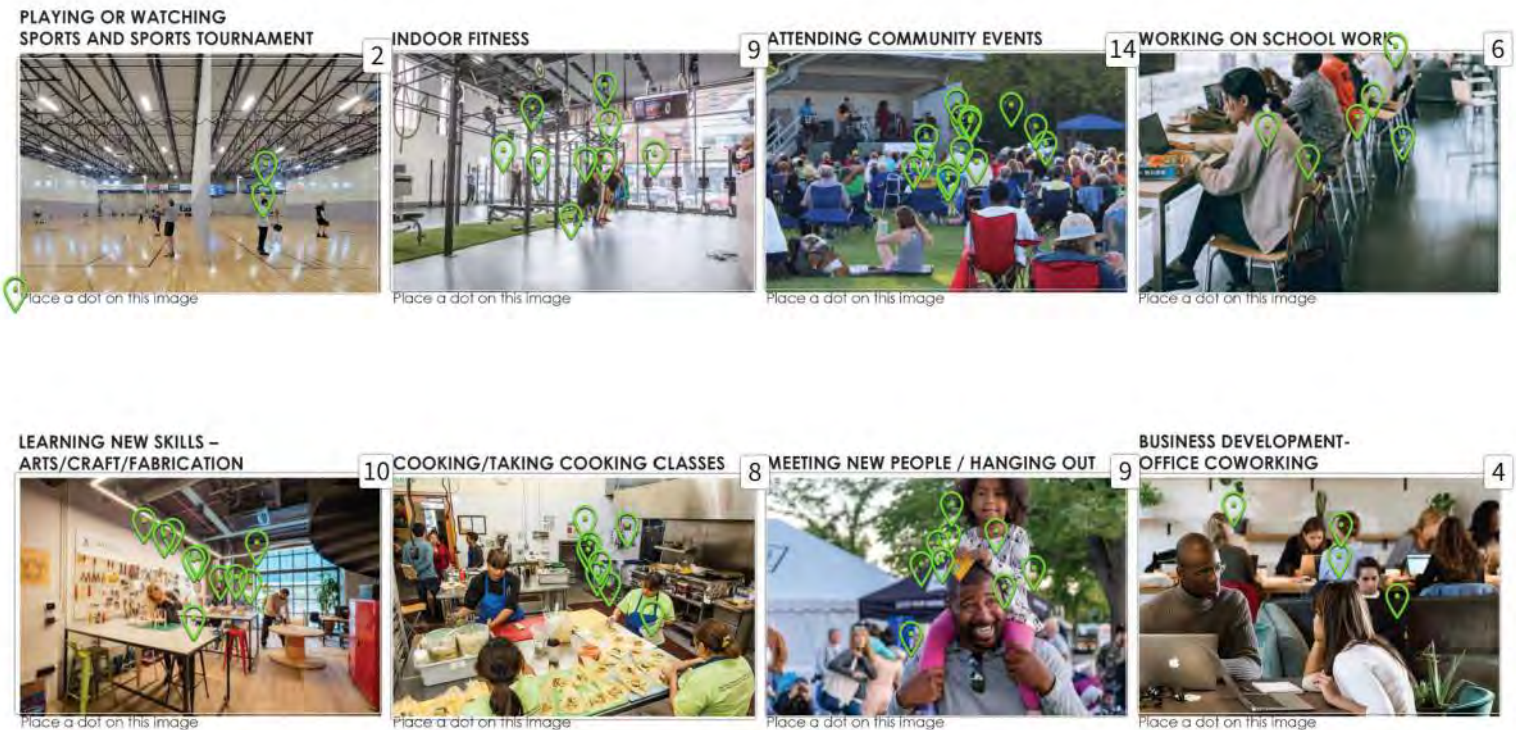 PLAYING OR WATCHING
SPORTS AND SPORTS TOURNAMENT
2
INDOOR FITNESS
9
ATTENDING COMMUNITY EVENTS
14
WORKING ON SCHOOL WORK
6
Place a dot on this image
Place a dot on this image
Place a dot on this image
Place a dot on this image
LEARNING NEW SKILLS –
ARTS/CRAFT/FABRICATION
10
COOKING/TAKING COOKING CLASSES
8
MEETING NEW PEOPLE / HANGING OUT
9
BUSINESS DEVELOPMENT-
OFFICE COWORKING
4
Place a dot on this image
Place a dot on this image
Place a dot on this image
Place a dot on this image